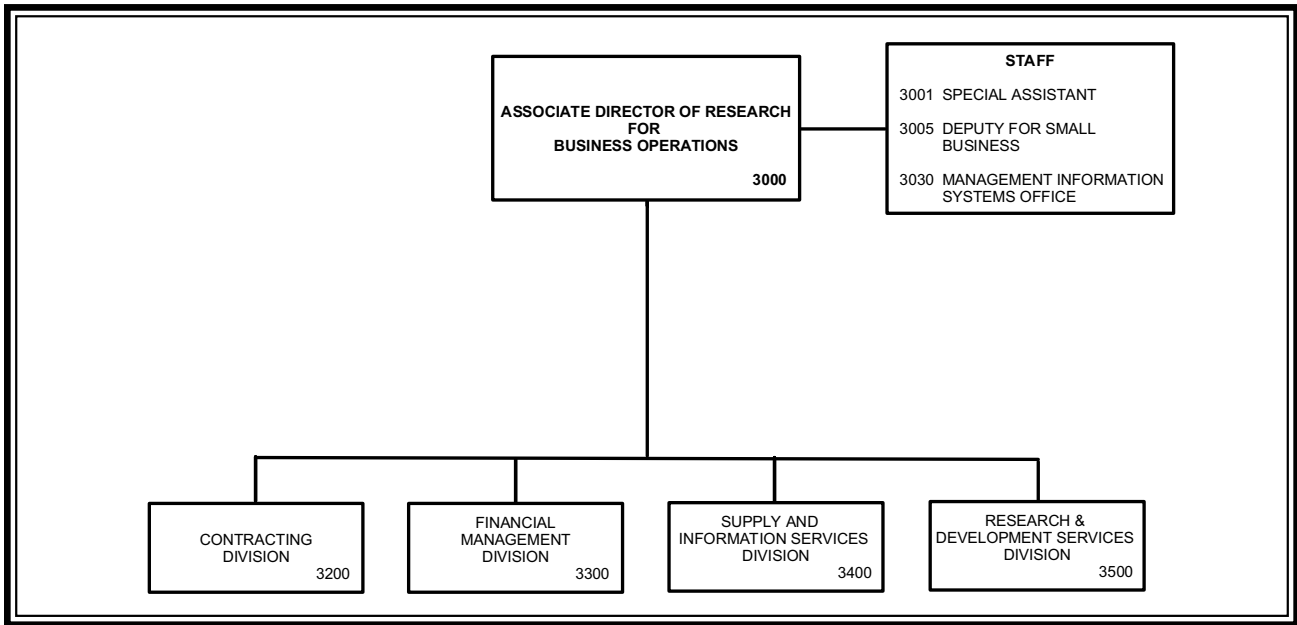 ASSOCIATE DIRECTOR OF RESEARCH
FOR
BUSINESS OPERATIONS
3000
STAFF
3001 SPECIAL ASSISTANT
3005 DEPUTY FOR SMALL
BUSINESS
3030 MANAGEMENT INFORMATION
SYSTEMS OFFICE
CONTRACTING
DIVISION
3200
FINANCIAL
MANAGEMENT
DIVISION
3300
SUPPLY AND
INFORMATION SERVICES
DIVISION
3400
RESEARCH &
DEVELOPMENT SERVICES
DIVISION
3500